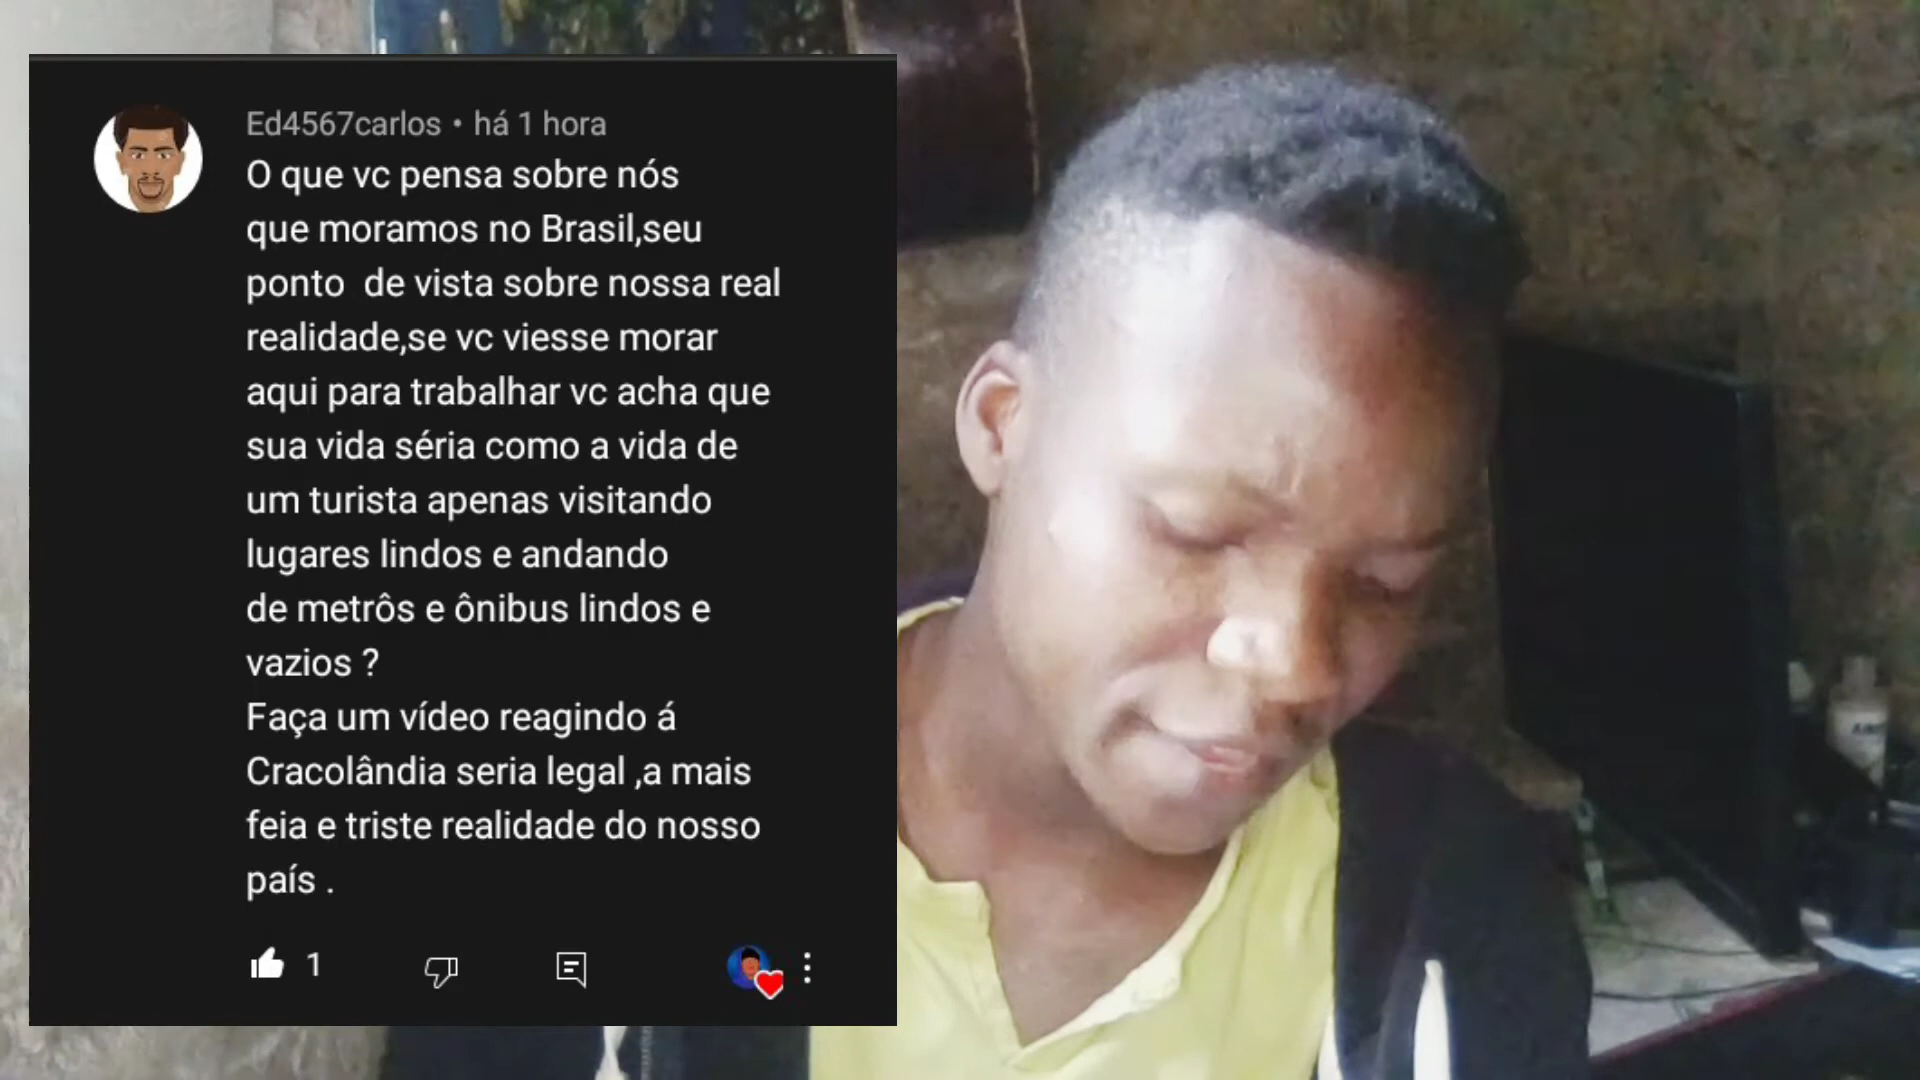 Ed4567carlos • há 1 hora
O que vc pensa sobre nós
que moramos no Brasil,seu
ponto  de vista sobre nossa real
realidade,se vc viesse morar
aqui para trabalhar vc acha que
sua vida séria como a vida de
um turista apenas visitando
lugares lindos e andando
de metrôs e ônibus lindos e
vazios ?
Faça um vídeo reagindo á
Cracolândia seria legal ,a mais
feia e triste realidade do nosso
país .
1